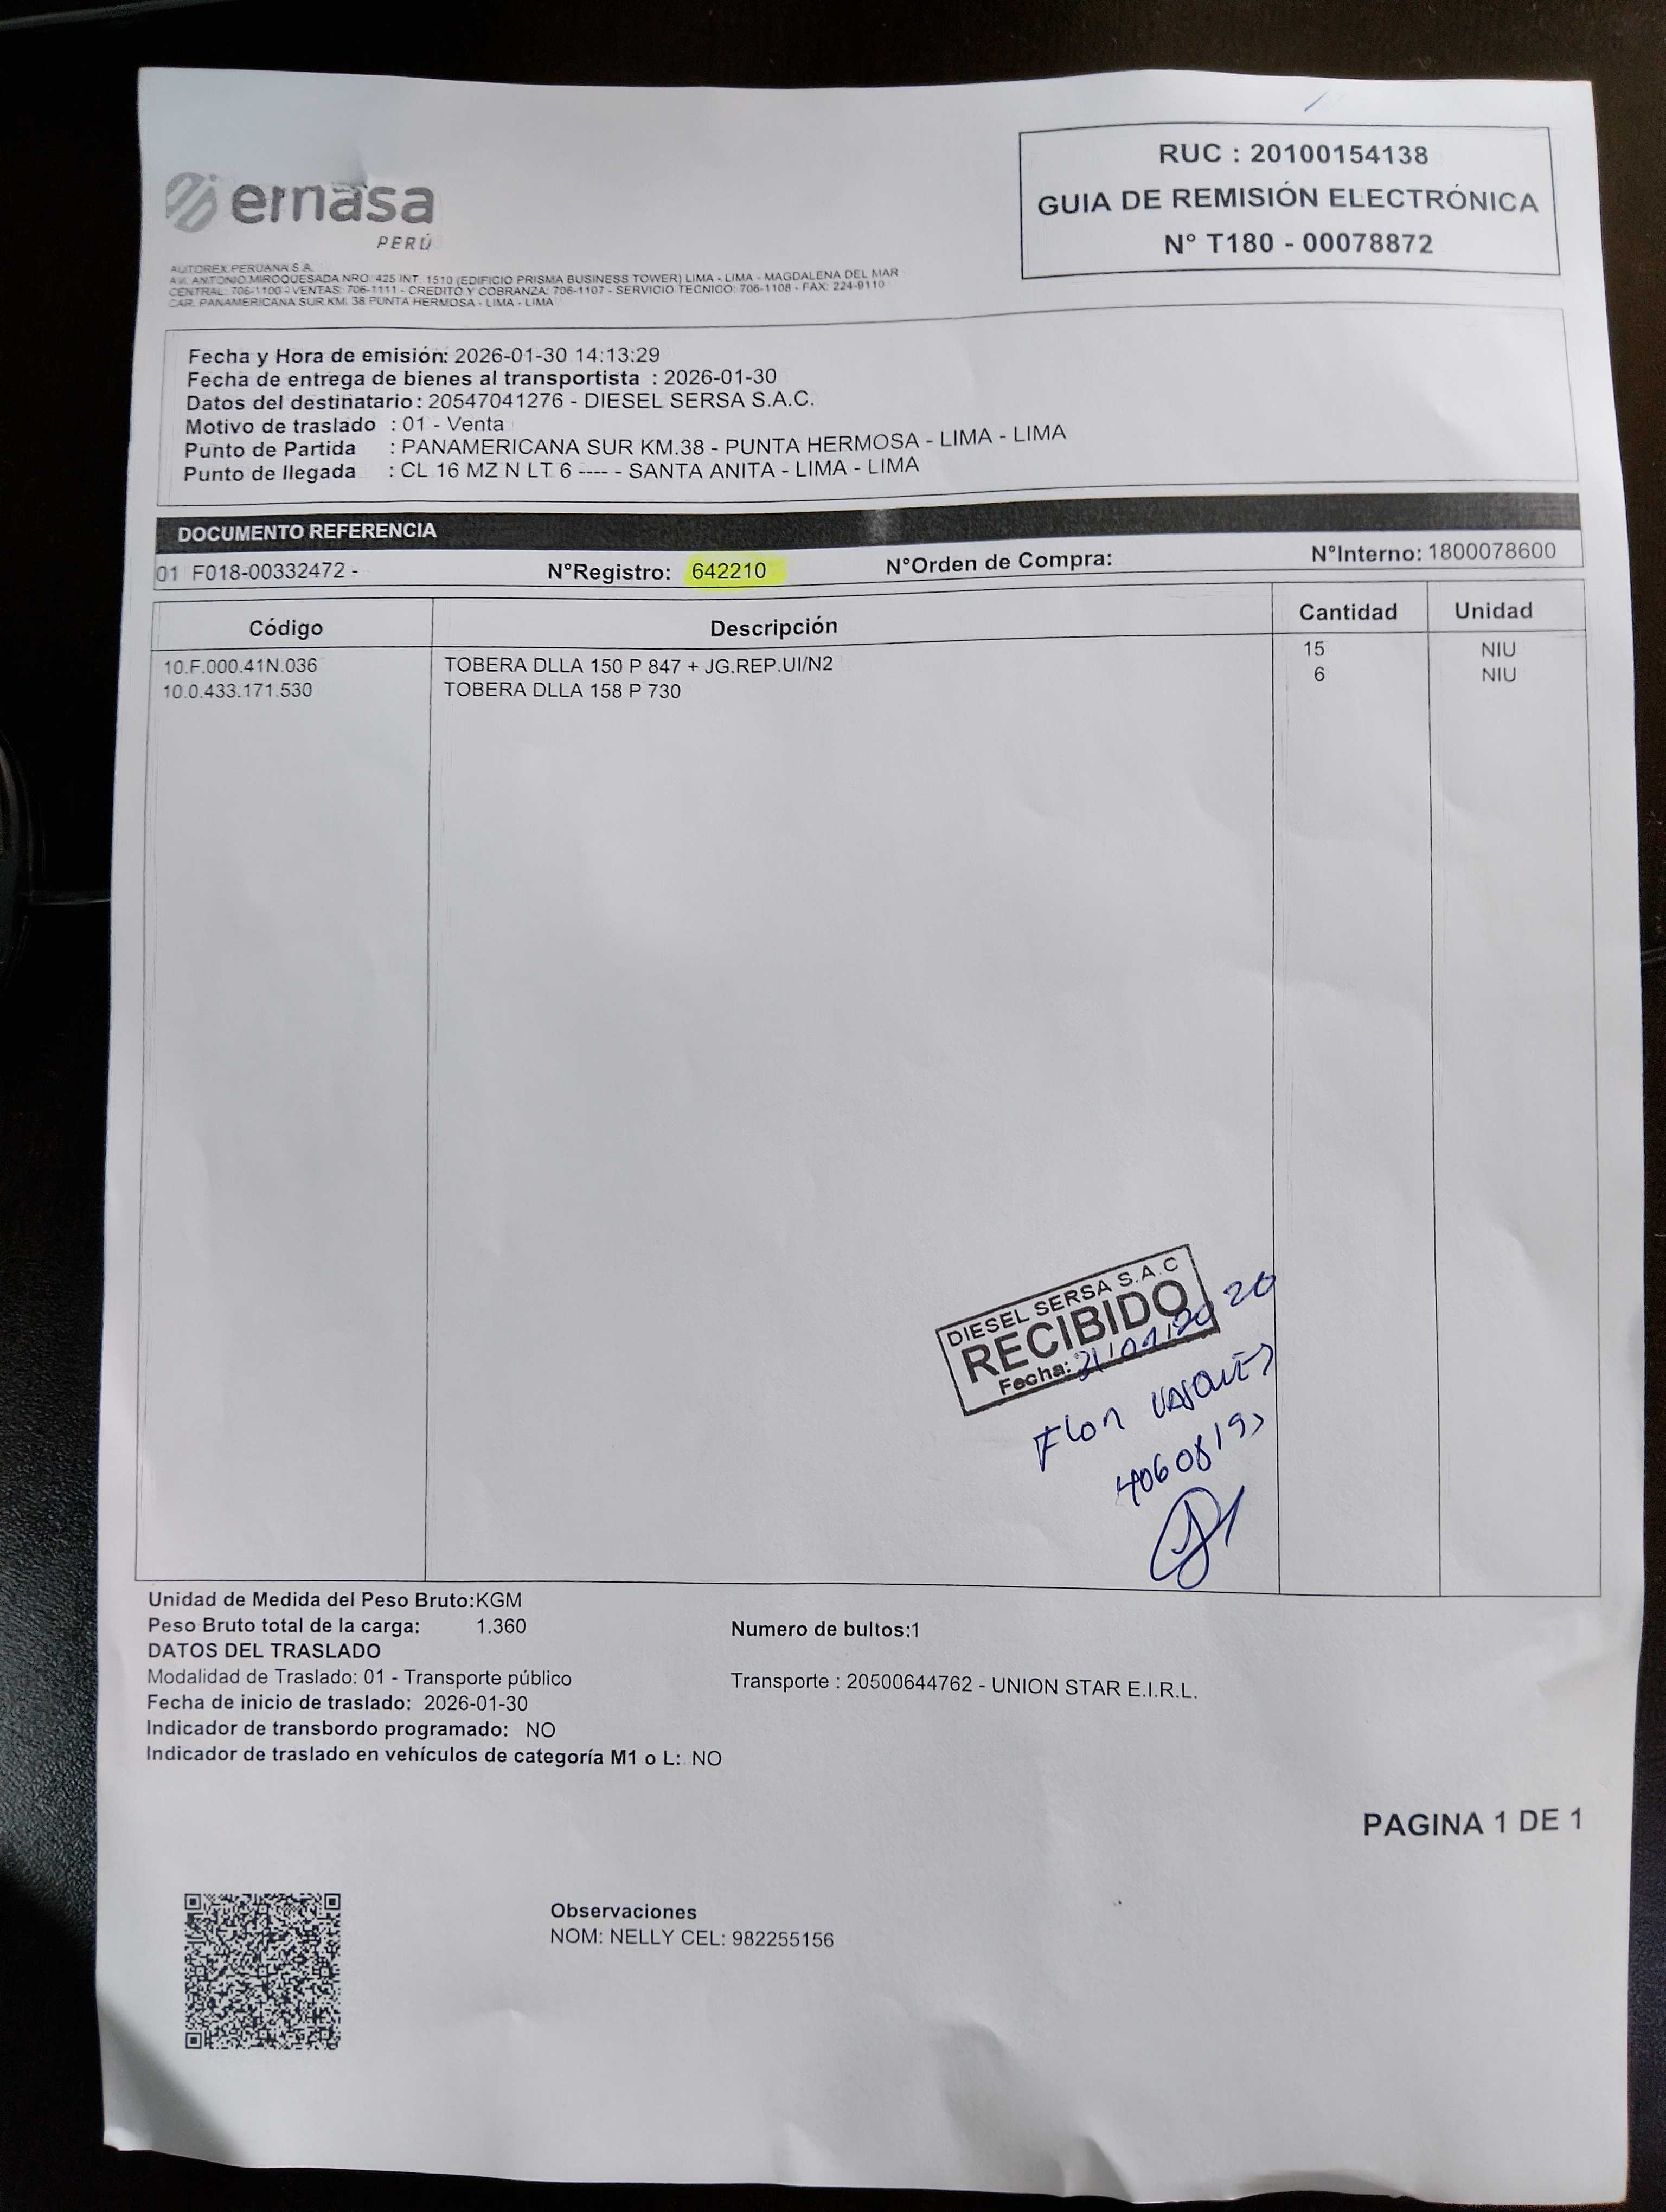 RUC : 20100154138
GUIA DE REMISIÓN ELECTRÓNICA
N° T180 - 00078872
ernasa
PERÚ
AUTOREX PERUANA S.A.
AV. ANTONIO MIROQUESADA NRO. 425 INT. 1510 (EDIFICIO PRISMA BUSINESS TOWER) LIMA - LIMA - MAGDALENA DEL MAR
CENTRAL: 706-1100 - VENTAS: 706-1111 - CREDITO Y COBRANZA: 706-1107 - SERVICIO TECNICO: 706-1108 - FAX: 224-9110
CAR. PANAMERICANA SUR KM. 38 PUNTA HERMOSA - LIMA - LIMA
Fecha y Hora de emisión: 2026-01-30 14:13:29
Fecha de entrega de bienes al transportista : 2026-01-30
Datos del destinatario : 20547041276 - DIESEL SERSA S.A.C.
Motivo de traslado : 01 - Venta
Punto de Partida : PANAMERICANA SUR KM.38 - PUNTA HERMOSA - LIMA - LIMA
Punto de llegada : CL 16 MZ N LT 6 ---- - SANTA ANITA - LIMA - LIMA
DOCUMENTO REFERENCIA
01 F018-00332472 - N°Registro: 642210 N°Orden de Compra: N°Interno: 1800078600
Código Descripción Cantidad Unidad
10.F.000.41N.036 TOBERA DLLA 150 P 847 + JG.REP.UI/N2 15 NIU
10.0.433.171.530 TOBERA DLLA 158 P 730 6 NIU
DIESEL SERSA S.A.C
RECIBIDO
Fecha:
Flor
Unidad de Medida del Peso Bruto:KGM
Peso Bruto total de la carga: 1.360 Numero de bultos:1
DATOS DEL TRASLADO
Modalidad de Traslado: 01 - Transporte público Transporte : 20500644762 - UNION STAR E.I.R.L.
Fecha de inicio de traslado: 2026-01-30
Indicador de transbordo programado: NO
Indicador de traslado en vehículos de categoría M1 o L: NO
PAGINA 1 DE 1
Observaciones
NOM: NELLY CEL: 982255156